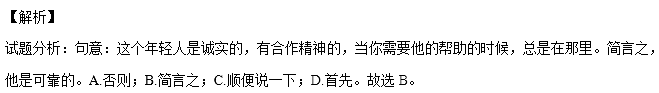 【解析】
试题分析：句意：这个年轻人是诚实的，有合作精神的，当你需要他的帮助的时候，总是在那里。简言之，
他是可靠的。A.否则；B.简言之；C.顺便说一下；D.首先。故选 B。